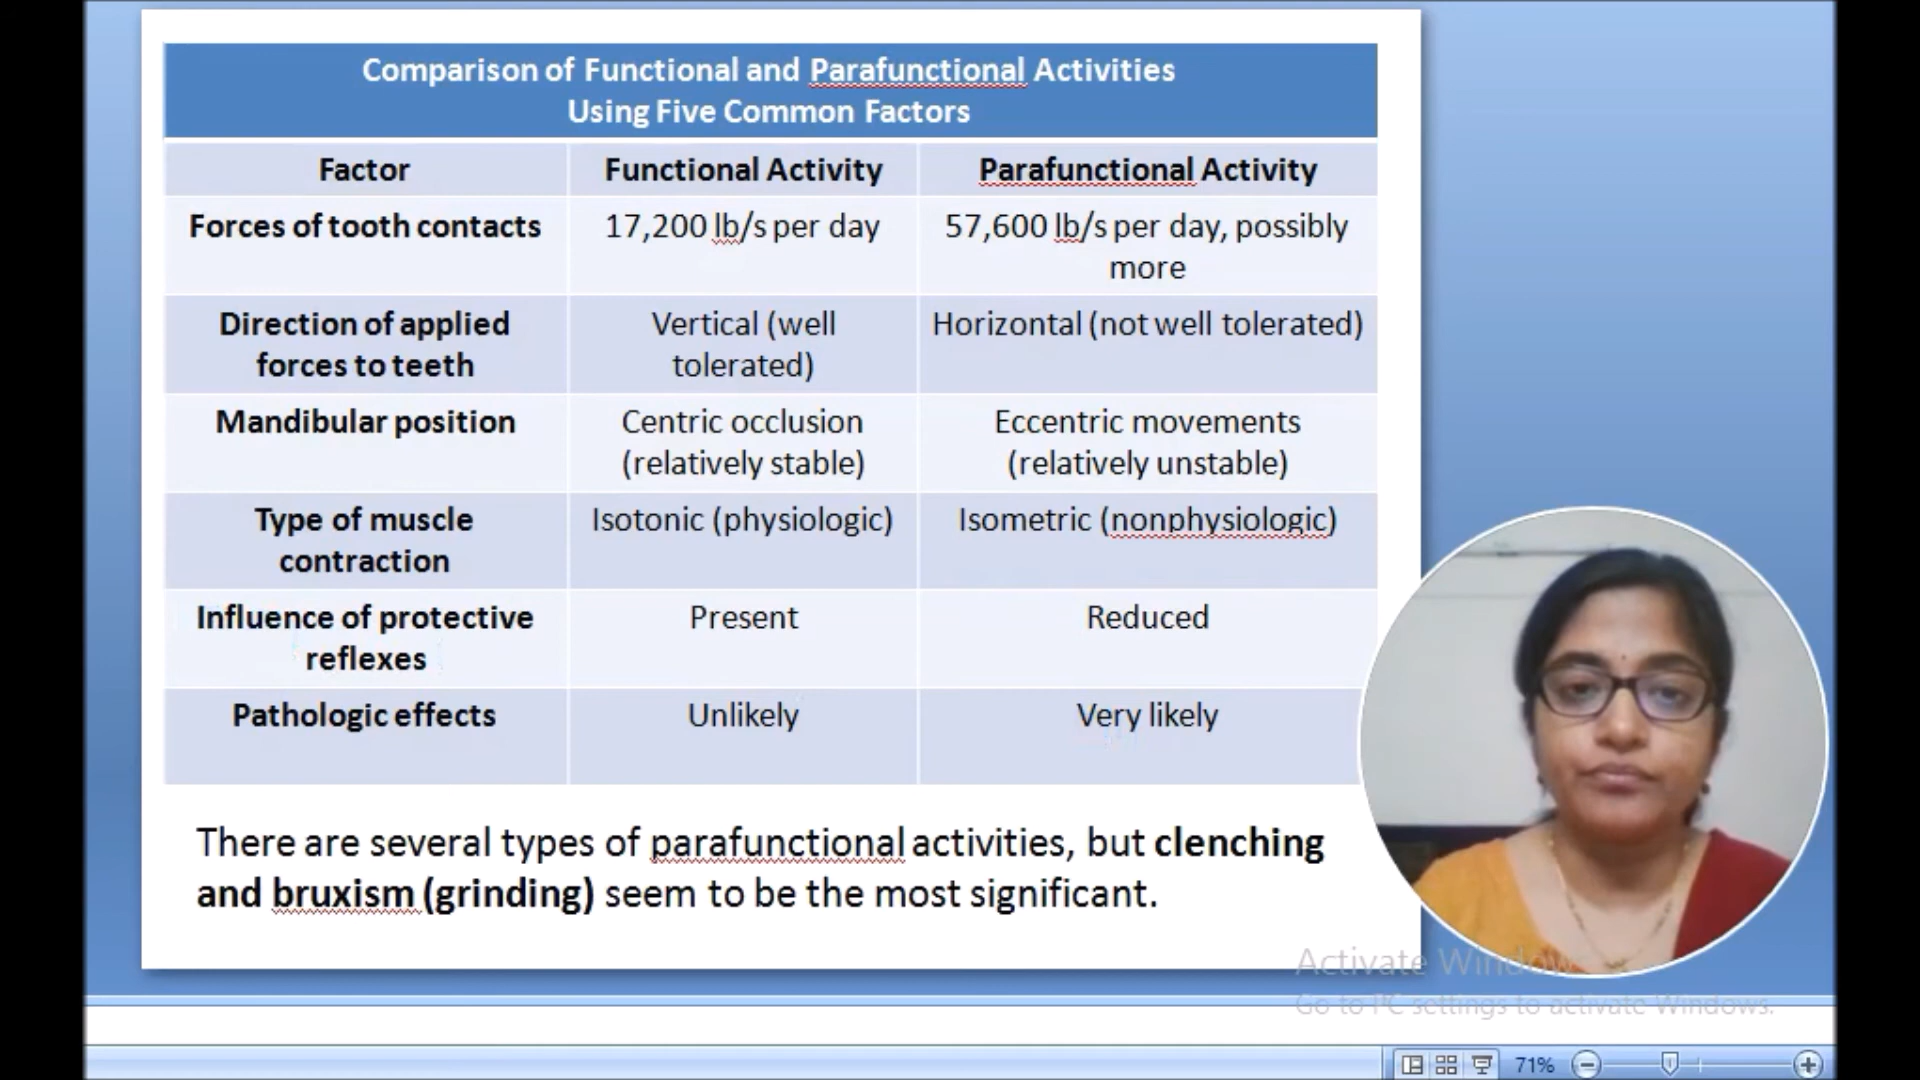 Comparison of Functional and Parafunctional Activities
Using Five Common Factors
Factor Functional Activity Parafunctional Activity
Forces of tooth contacts 17,200 lb/s per day 57,600 lb/s per day, possibly
more
Direction of applied Vertical (well Horizontal (not well tolerated)
forces to teeth tolerated)
Mandibular position Centric occlusion Eccentric movements
(relatively stable) (relatively unstable)
Type of muscle Isotonic (physiologic) Isometric (nonphysiologic)
contraction
Influence of protective Present Reduced
reflexes
Pathologic effects Unlikely Very likely
There are several types of parafunctional activities, but clenching
and bruxism (grinding) seem to be the most significant.
Activate Windows
Go to PC settings to activate Windows.
71%